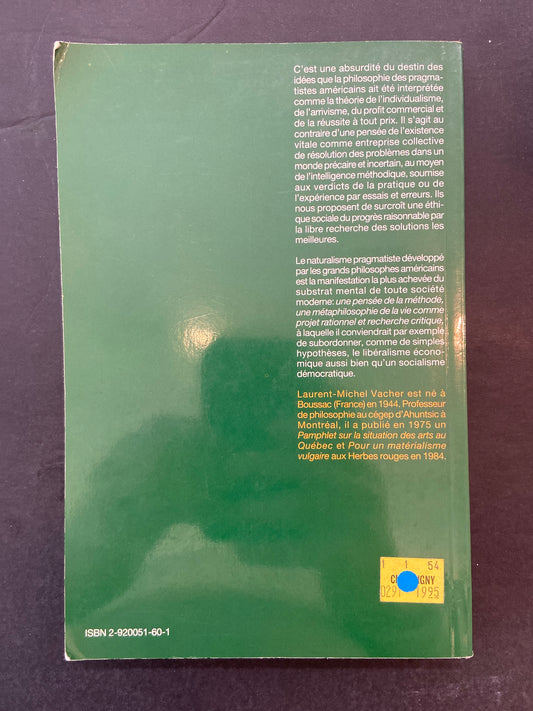 C'est une absurdité du destin des
idées que la philosophie des pragma-
tistes américains ait été interprétée
comme la théorie de l'individualisme,
de l'arrivisme, du profit commercial et
de la réussite à tout prix. Il s'agit au
contraire d'une pensée de l'existence
vitale comme entreprise collective
de résolution des problèmes dans un
monde précaire et incertain, au moyen
de l'intelligence méthodique, soumise
aux verdicts de la pratique ou de
l'expérience par essais et erreurs. Ils
nous proposent de surcroît une éthi-
que sociale du progrès raisonnable par
la libre recherche des solutions les
meilleures.
Le naturalisme pragmatiste développé
par les grands philosophes américains
est la manifestation la plus achevée du
substrat mental de toute société
moderne: une pensée de la méthode,
une métaphilosophie de la vie comme
projet rationnel et recherche critique,
à laquelle il conviendrait par exemple
de subordonner, comme de simples
hypothèses, le libéralisme écono-
mique aussi bien qu'un socialisme
démocratique.
Laurent-Michel Vacher est né à
Boussac (France) en 1944. Professeur
de philosophie au cégep d'Ahuntsic à
Montréal, il a publié en 1975 un
Pamphlet sur la situation des arts au
Québec et Pour un matérialisme
vulgaire aux Herbes rouges en 1984.
1 1 54
0291 1995
ISBN 2-920051-60-1